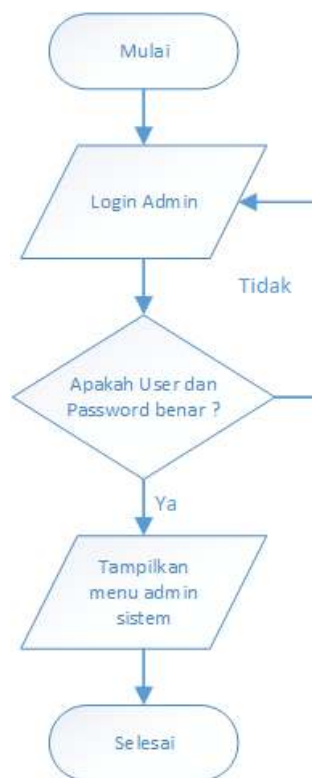 Mulai
Login Admin
Tidak
Apakah User dan
Password benar ?
Ya
Tampilkan
menu admin
sistem
Selesai